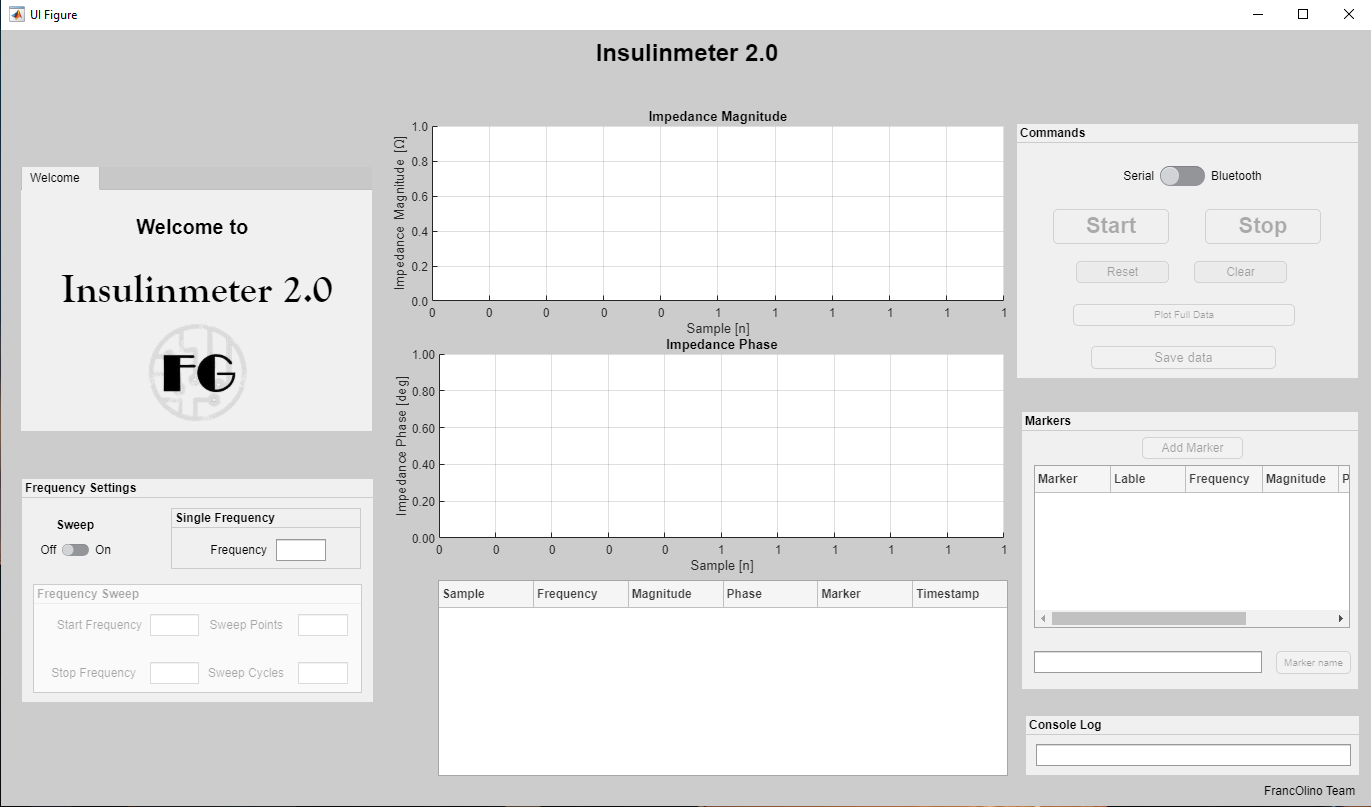 UI Figure
Insulinmeter 2.0
Welcome
Welcome to
Insulinmeter 2.0
FG
Frequency Settings
Sweep
Off On
Single Frequency
Frequency
Frequency Sweep
Start Frequency Sweep Points
Stop Frequency Sweep Cycles
Impedance Magnitude
Impedance Magnitude [Ω]
1.0
0.8
0.6
0.4
0.2
0.0
0 0 0 0 0 1 1 1 1 1 1
Sample [n]
Impedance Phase
Impedance Phase [deg]
1.00
0.80
0.60
0.40
0.20
0.00
0 0 0 0 0 1 1 1 1 1 1
Sample [n]
Sample Frequency Magnitude Phase Marker Timestamp
Commands
Serial Bluetooth
Start Stop
Reset Clear
Plot Full Data
Save data
Markers
Add Marker
Marker Lable Frequency Magnitude P
Marker name
Console Log
FrancOlino Team